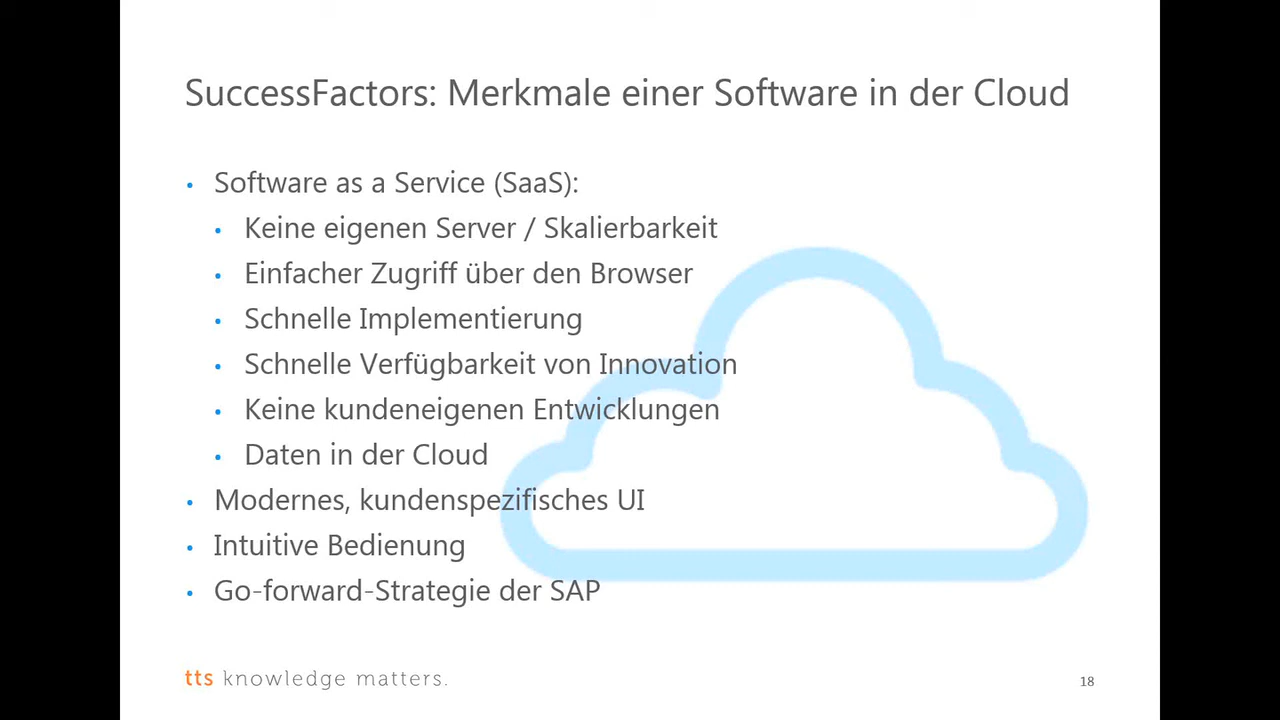 SuccessFactors: Merkmale einer Software in der Cloud
• Software as a Service (SaaS):
• Keine eigenen Server / Skalierbarkeit
• Einfacher Zugriff über den Browser
• Schnelle Implementierung
• Schnelle Verfügbarkeit von Innovation
• Keine kundeneigenen Entwicklungen
• Daten in der Cloud
• Modernes, kundenspezifisches UI
• Intuitive Bedienung
• Go-forward-Strategie der SAP
tts knowledge matters.
18